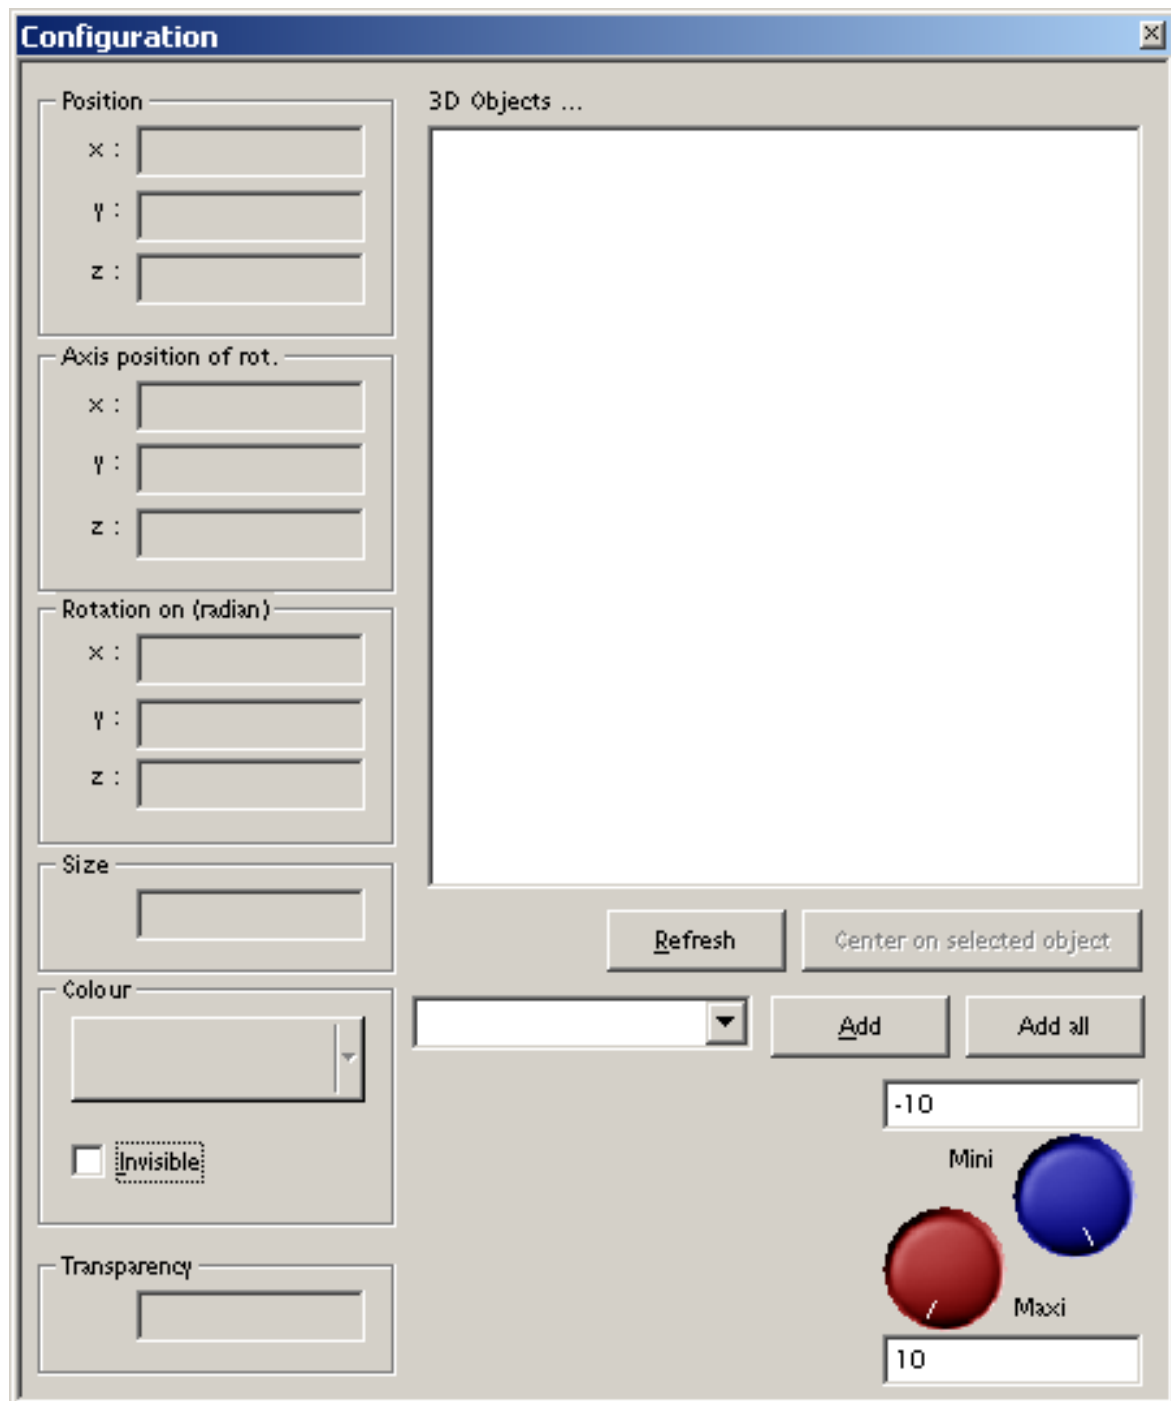 Configuration
Position
x :
y :
z :
Axis position of rot.
x :
y :
z :
Rotation on (radian)
x :
y :
z :
Size
Colour
Invisible
Transparency
3D Objects ...
Refresh
Center on selected object
Add
Add all
-10
Mini
Maxi
10